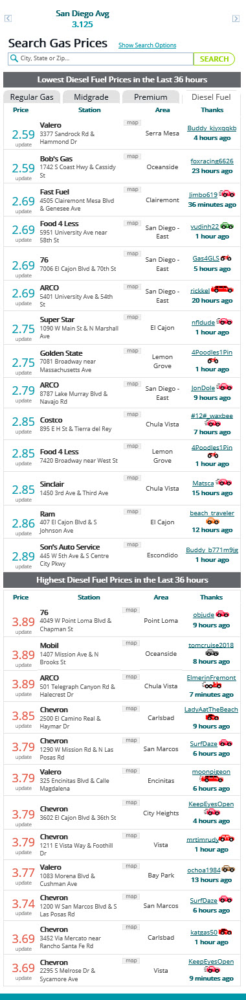 San Diego Avg
3.125
Search Gas Prices Show Search Options
City, State or Zip... SEARCH
Lowest Diesel Fuel Prices in the Last 36 hours
Regular Gas Midgrade Premium Diesel Fuel
Price Station Area Thanks
2.59 update Valero map Serra Mesa Buddy_kjyxqqkb
3377 Sandrock Rd &
Hammond Dr 4 hours ago
2.59 update Bob's Gas map Oceanside foxracing6626
1742 S Coast Hwy & Cassidy
St 23 hours ago
2.69 update Fast Fuel map Clairemont Jimbo619
4505 Clairemont Mesa Blvd
& Genesee Ave 36 minutes ago
2.69 update Food 4 Less map San Diego - East vudinh22
5951 University Ave near
58th St 1 hour ago
2.69 update 76 map San Diego - East Gas4GLS
7006 El Cajon Blvd & 70th St 5 hours ago
2.69 update ARCO map San Diego - East rickkel
5401 University Ave & 54th
St 20 hours ago
2.75 update Super Star map El Cajon nfldude
1090 W Main St & N Marshall
Ave 1 hour ago
2.75 update Golden State map Lemon Grove 4Poodles1Pin
7081 Broadway near
Massachusetts Ave 1 hour ago
2.79 update ARCO map San Diego - East JonDole
8787 Lake Murray Blvd &
Navajo Rd 9 hours ago
2.85 update Costco map Chula Vista #12#_waxbee
895 E H St & Tierra del Rey 7 hours ago
2.85 update Food 4 Less map Lemon Grove 4Poodles1Pin
7420 Broadway near West St 1 hour ago
2.85 update Sinclair map Chula Vista Matsca
1450 3rd Ave & Third Ave 15 hours ago
2.86 update Ram map El Cajon beach_traveler
407 El Cajon Blvd & S
Johnson Ave 12 hours ago
2.89 update Son's Auto Service map Escondido Buddy_b771m9jg
445 W 5th Ave & S Centre
City Pkwy 1 hour ago
Highest Diesel Fuel Prices in the Last 36 hours
Price Station Area Thanks
3.89 update 76 map Point Loma objude
4049 W Point Loma Blvd &
Chapman St 9 hours ago
3.89 update Mobil map Oceanside tomcruise2018
1407 Mission Ave & N
Brooks St 8 hours ago
3.89 update ARCO map Chula Vista ElmerinFremont
501 Telegraph Canyon Rd &
Halecrest Dr 7 minutes ago
3.85 update Chevron map Carlsbad LadyAatTheBeach
2500 El Camino Real &
Haymar Dr 9 hours ago
3.79 update Chevron map San Marcos SurfDaze
1290 W Mission Rd & N Las
Posas Rd 6 hours ago
3.79 update Valero map Encinitas moonpigeon
325 Encinitas Blvd & Calle
Magdalena 6 hours ago
3.79 update Chevron map City Heights KeepEyesOpen
3602 El Cajon Blvd & 36th St 4 hours ago
3.79 update Chevron map Vista mrtimrudy
1211 E Vista Way & Foothill
Dr 1 hour ago
3.77 update Valero map Bay Park ochoa1984
1083 Morena Blvd &
Cushman Ave 13 hours ago
3.74 update Chevron map San Marcos SurfDaze
1200 W San Marcos Blvd & S
Las Posas Rd 6 hours ago
3.69 update Chevron map Carlsbad katgas50
3452 Via Mercato near
Rancho Santa Fe Rd 1 hour ago
3.69 update Chevron map Vista KeepEyesOpen
2295 S Melrose Dr &
Sycamore Ave 9 minutes ago